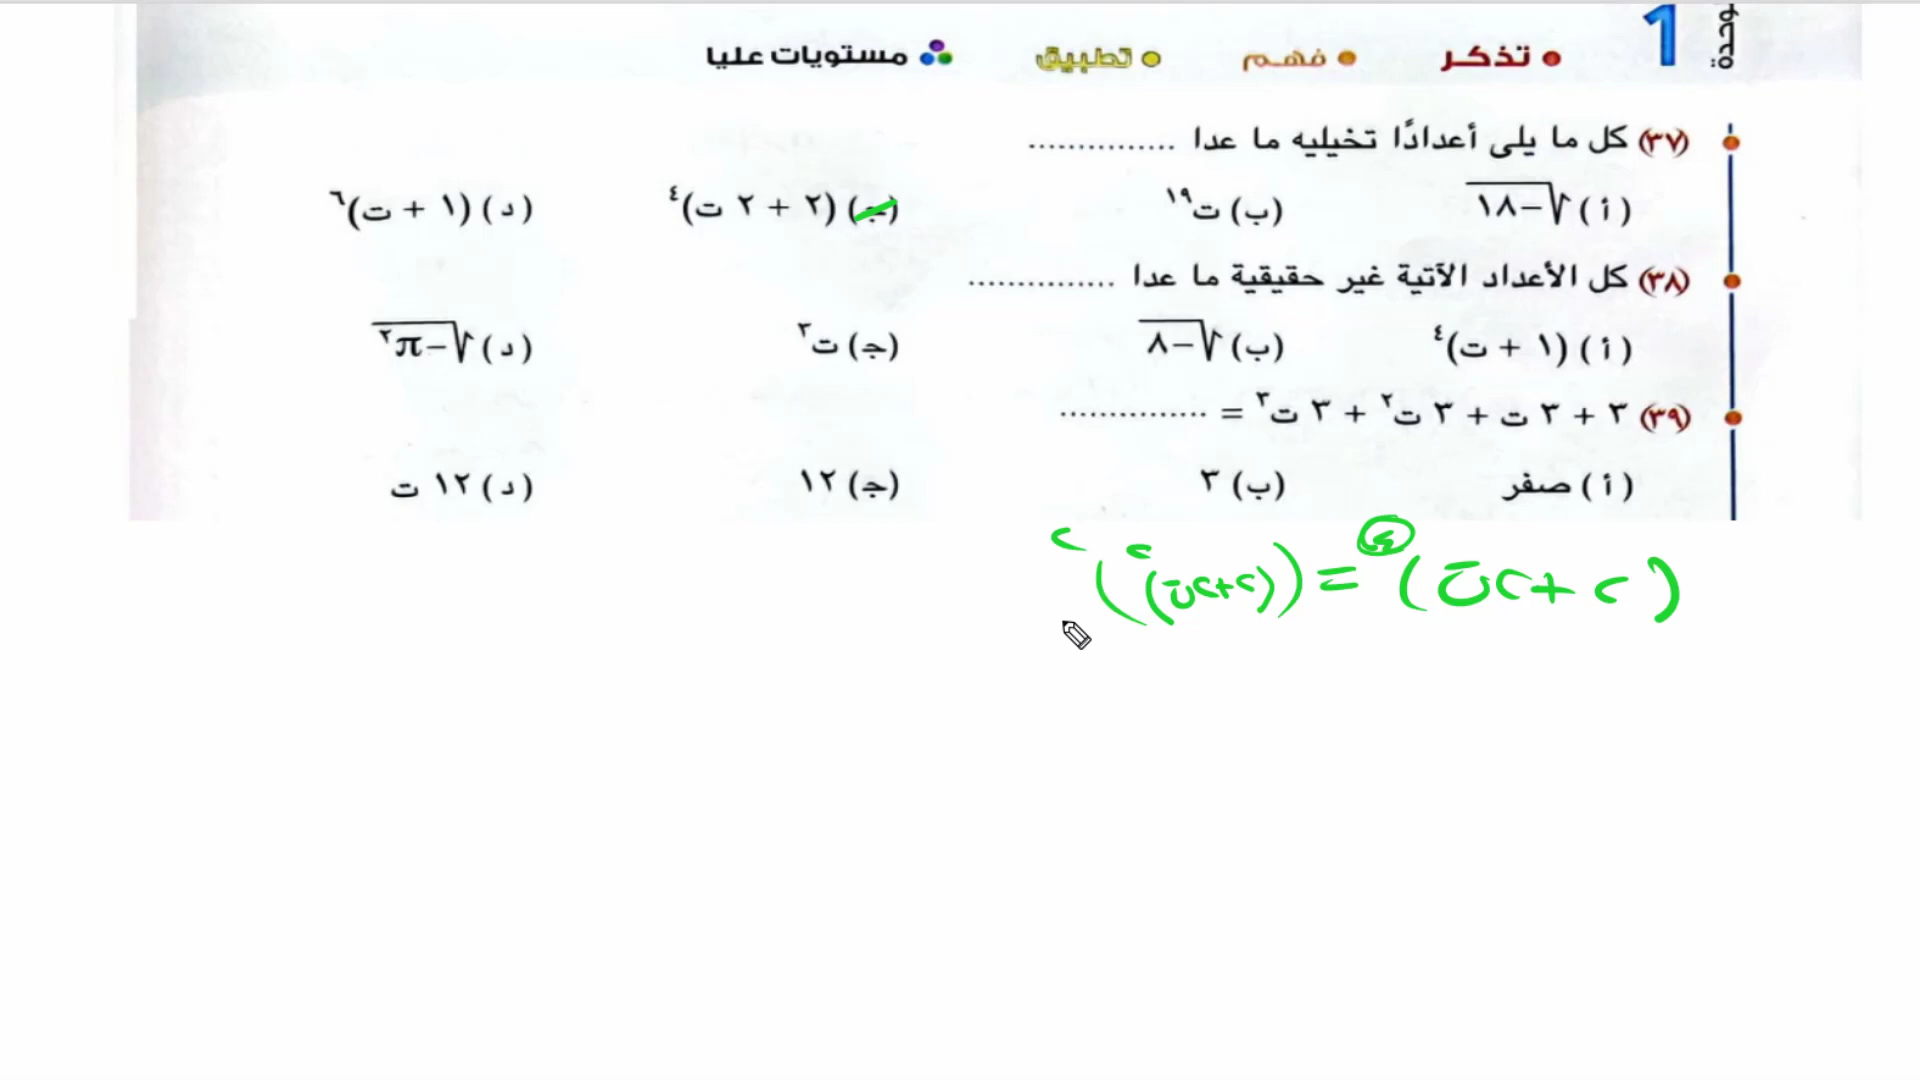 وحدة 1 • تذكر • فهم • تطبيق مستويات عليا
(٣٧) كل ما يلى أعدادًا تخيليه ما عدا ...............
(أ) √−١٨ (ب) ت^١٩ (جـ) (٢ + ٢ ت)^٤ (د) (١ + ت)^٦
(٣٨) كل الأعداد الآتية غير حقيقية ما عدا ...............
(أ) (١ + ت)^٤ (ب) √−٨ (جـ) ت^٣ (د) √−π^٢
(٣٩) ٣ + ٣ ت + ٣ ت^٢ + ٣ ت^٣ = ...............
(أ) صفر (ب) ٣ (جـ) ١٢ (د) ١٢ ت
(٢ + ٢ت)^٤ = ((٢+٢ت)^٢)^٢